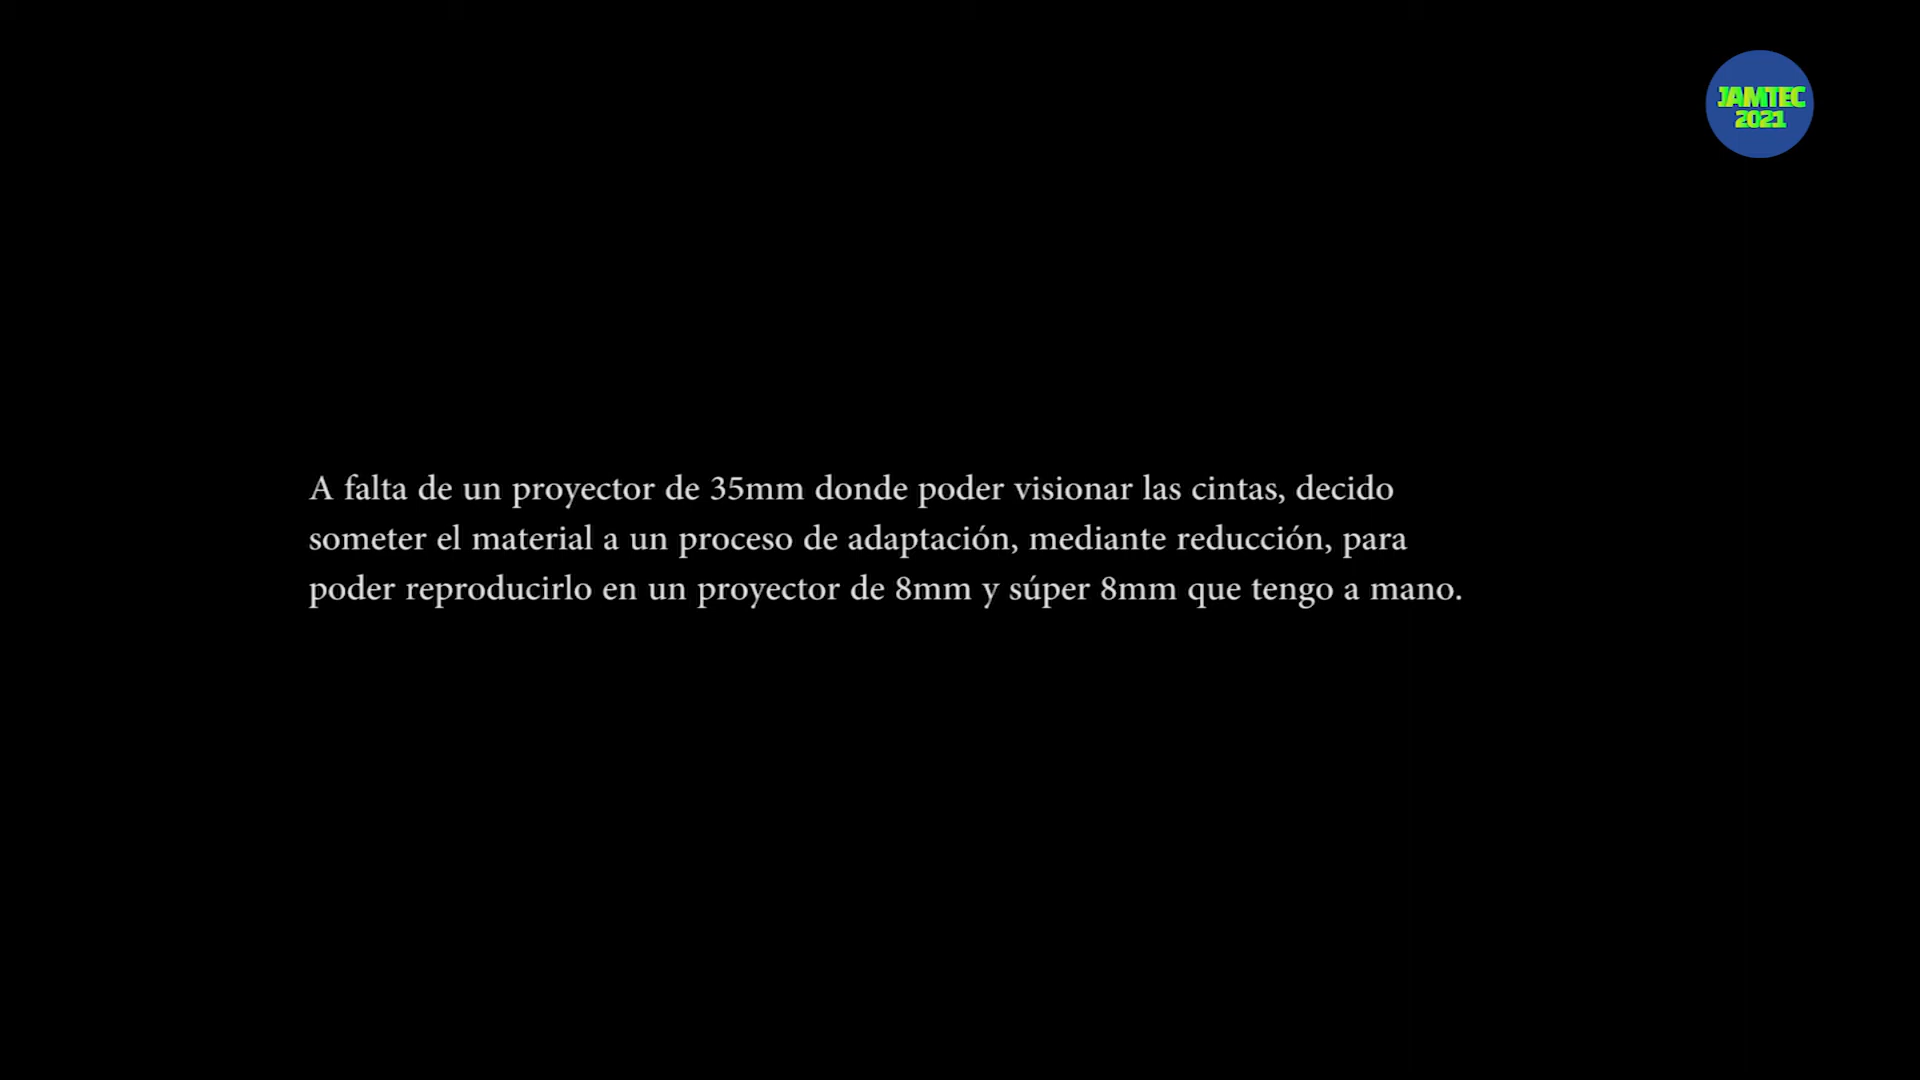 JAMTEC
2021
A falta de un proyector de 35mm donde poder visionar las cintas, decido
someter el material a un proceso de adaptación, mediante reducción, para
poder reproducirlo en un proyector de 8mm y súper 8mm que tengo a mano.